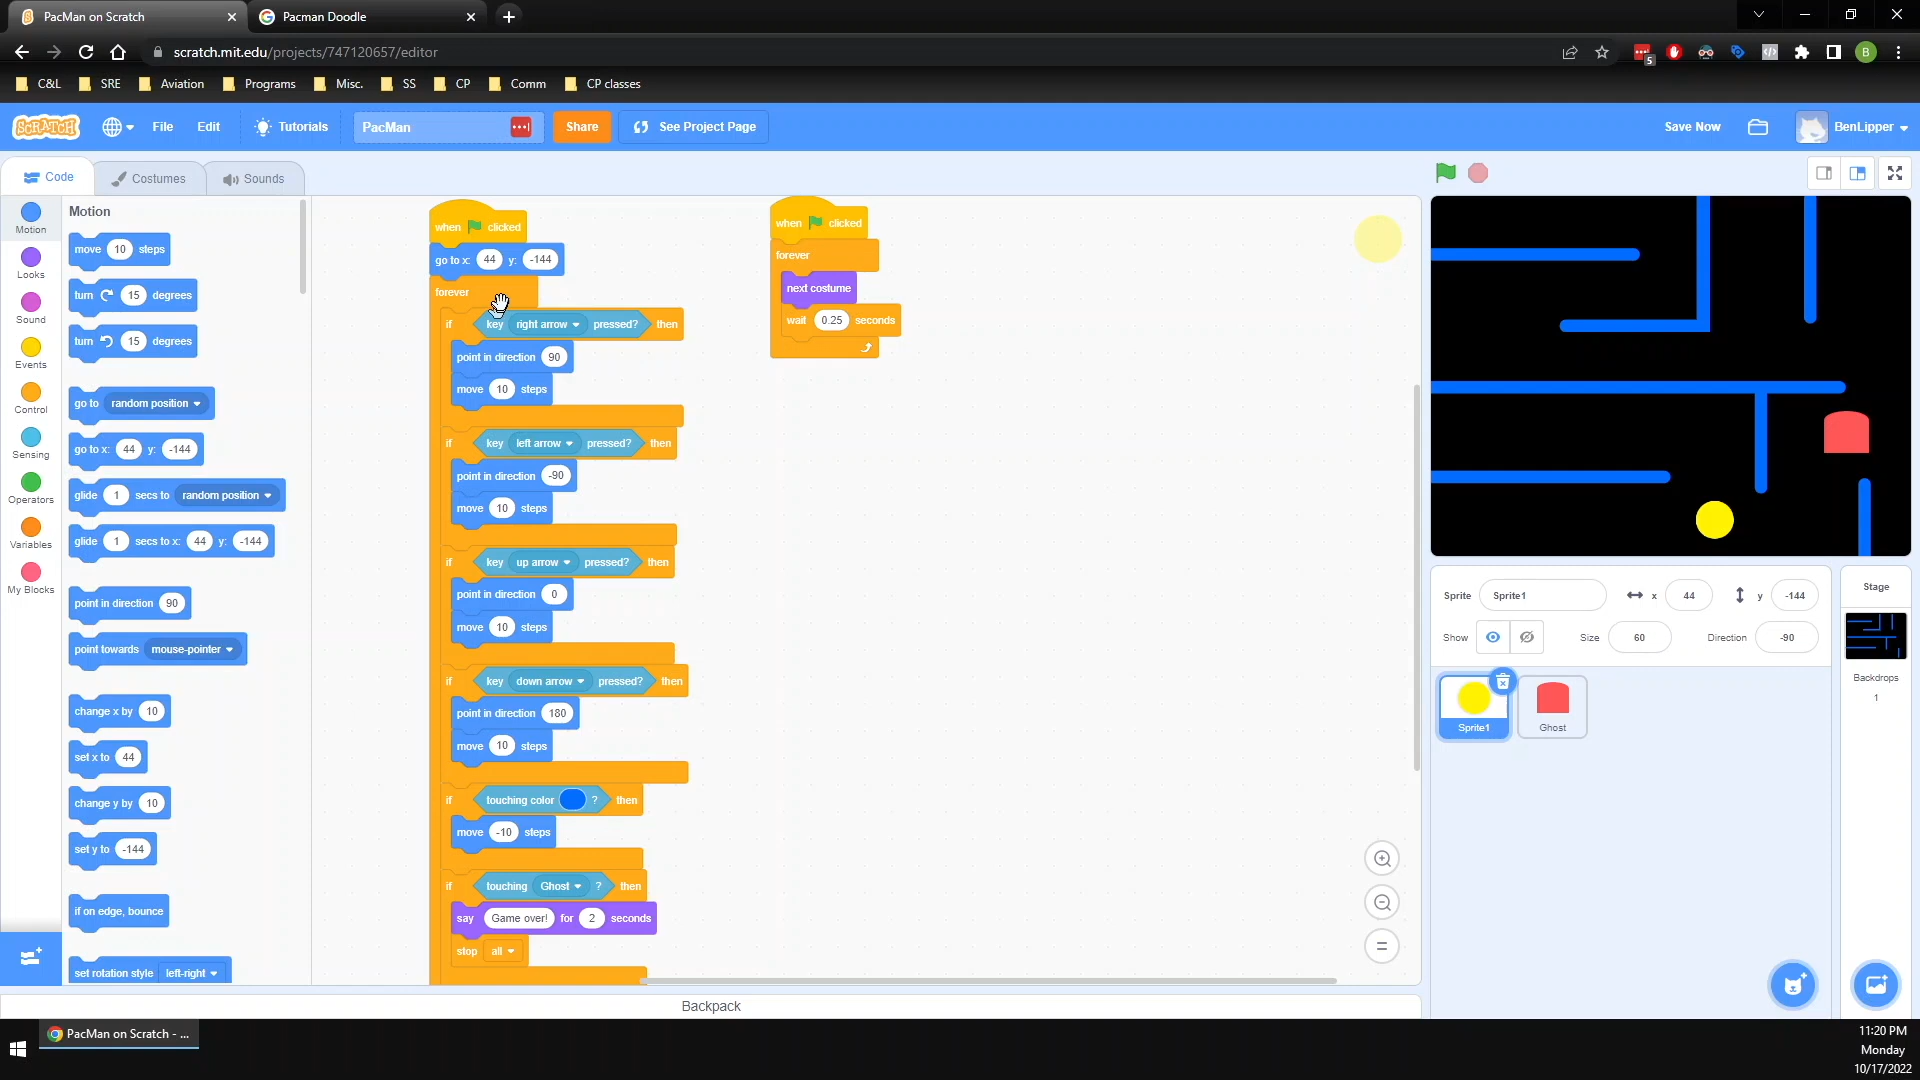 PacMan on Scratch
Pacman Doodle
scratch.mit.edu/projects/747120657/editor
5
B
C&L
SRE
Aviation
Programs
Misc.
SS
CP
Comm
CP classes
SCRATCH
File
Edit
Tutorials
PacMan
Share
See Project Page
Save Now
BenLipper
Code
Costumes
Sounds
Motion
Looks
Sound
Events
Control
Sensing
Operators
Variables
My Blocks
Motion
move 10 steps
turn 15 degrees
turn 15 degrees
go to random position
go to x: 44 y: -144
glide 1 secs to random position
glide 1 secs to x: 44 y: -144
point in direction 90
point towards mouse-pointer
change x by 10
set x to 44
change y by 10
set y to -144
if on edge, bounce
set rotation style left-right
when clicked
go to x: 44 y: -144
forever
if key right arrow pressed? then
point in direction 90
move 10 steps
if key left arrow pressed? then
point in direction -90
move 10 steps
if key up arrow pressed? then
point in direction 0
move 10 steps
if key down arrow pressed? then
point in direction 180
move 10 steps
if touching color ? then
move -10 steps
if touching Ghost ? then
say Game over! for 2 seconds
stop all
when clicked
forever
next costume
wait 0.25 seconds
Sprite Sprite1 x 44 y -144
Show Size 60 Direction -90
Sprite1
Ghost
Stage
Backdrops
1
Backpack
PacMan on Scratch - ...
11:20 PM
Monday
10/17/2022